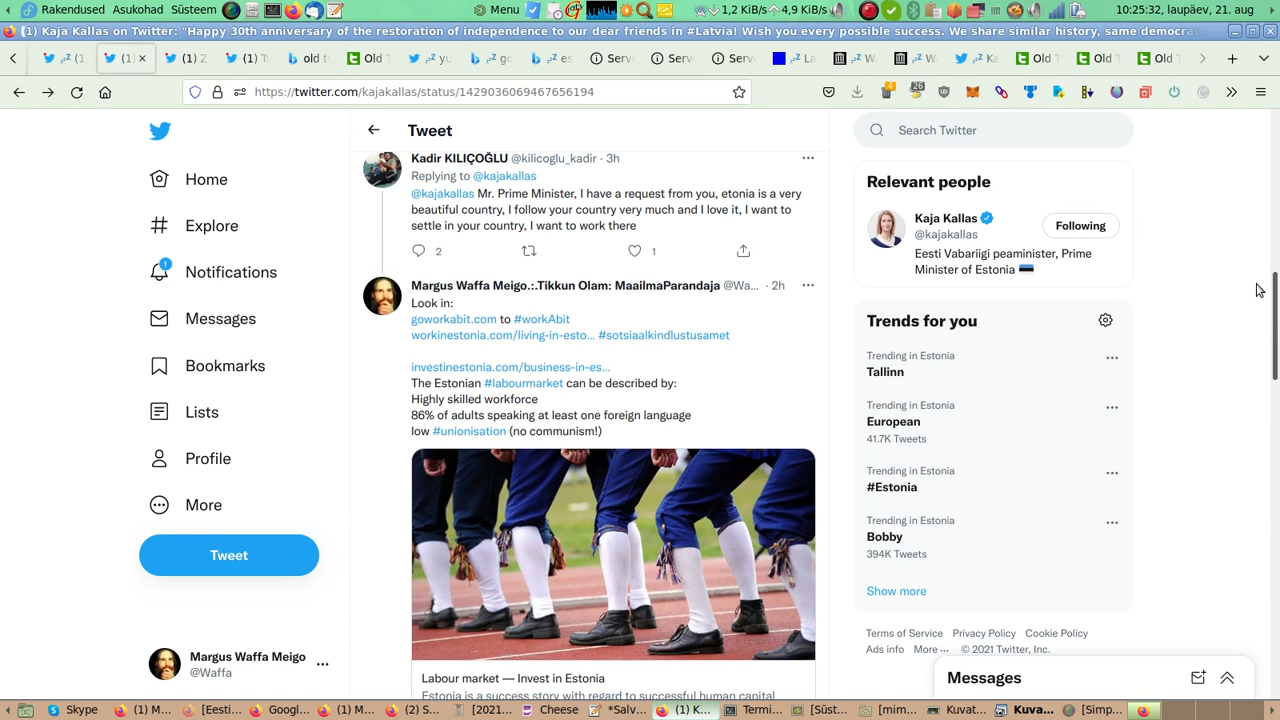 Rakendused Asukohad Süsteem
Menu
1,2 KiB/s 4,9 KiB/s
10:25:32, laupäev, 21. aug
(1) Kaja Kallas on Twitter: "Happy 30th anniversary of the restoration of independence to our dear friends in #Latvia! Wish you every possible success. We share similar history, same democra
(1
(1)
(1) Z
(1) T
old t
Old T
yu
go
es
Serv
Serv
Serv
La
W
W
Ka
Old T
Old T
Old T
https://twitter.com/kajakallas/status/1429036069467656194
4
26
Tweet
Search Twitter
Home
Explore
1
Notifications
Messages
Bookmarks
Lists
Profile
More
Tweet
Margus Waffa Meigo
@Waffa
Kadir KILIÇOĞLU @kilicoglu_kadir · 3h
Replying to @kajakallas
@kajakallas Mr. Prime Minister, I have a request from you, etonia is a very
beautiful country, I follow your country very much and I love it, I want to
settle in your country, I want to work there
2
1
Margus Waffa Meigo.:.Tikkun Olam: MaailmaParandaja @Wa... · 2h
Look in:
goworkabit.com to #workAbit
workinestonia.com/living-in-esto... #sotsiaalkindlustusamet
investinestonia.com/business-in-es...
The Estonian #labourmarket can be described by:
Highly skilled workforce
86% of adults speaking at least one foreign language
low #unionisation (no communism!)
Labour market — Invest in Estonia
Estonia is a success story with regard to successful human capital
Relevant people
Kaja Kallas
@kajakallas
Following
Eesti Vabariigi peaminister, Prime
Minister of Estonia
Trends for you
Trending in Estonia
Tallinn
Trending in Estonia
European
41.7K Tweets
Trending in Estonia
#Estonia
Trending in Estonia
Bobby
394K Tweets
Show more
Terms of Service Privacy Policy Cookie Policy
Ads info More ··· © 2021 Twitter, Inc.
Messages
Skype
(1) M...
[Eesti...
Googl...
(1) M...
(2) S...
[2021...
Cheese
*Salv...
(1) K...
Termi...
[Süst...
[mim...
Kuvat...
Kuva...
[Simp...